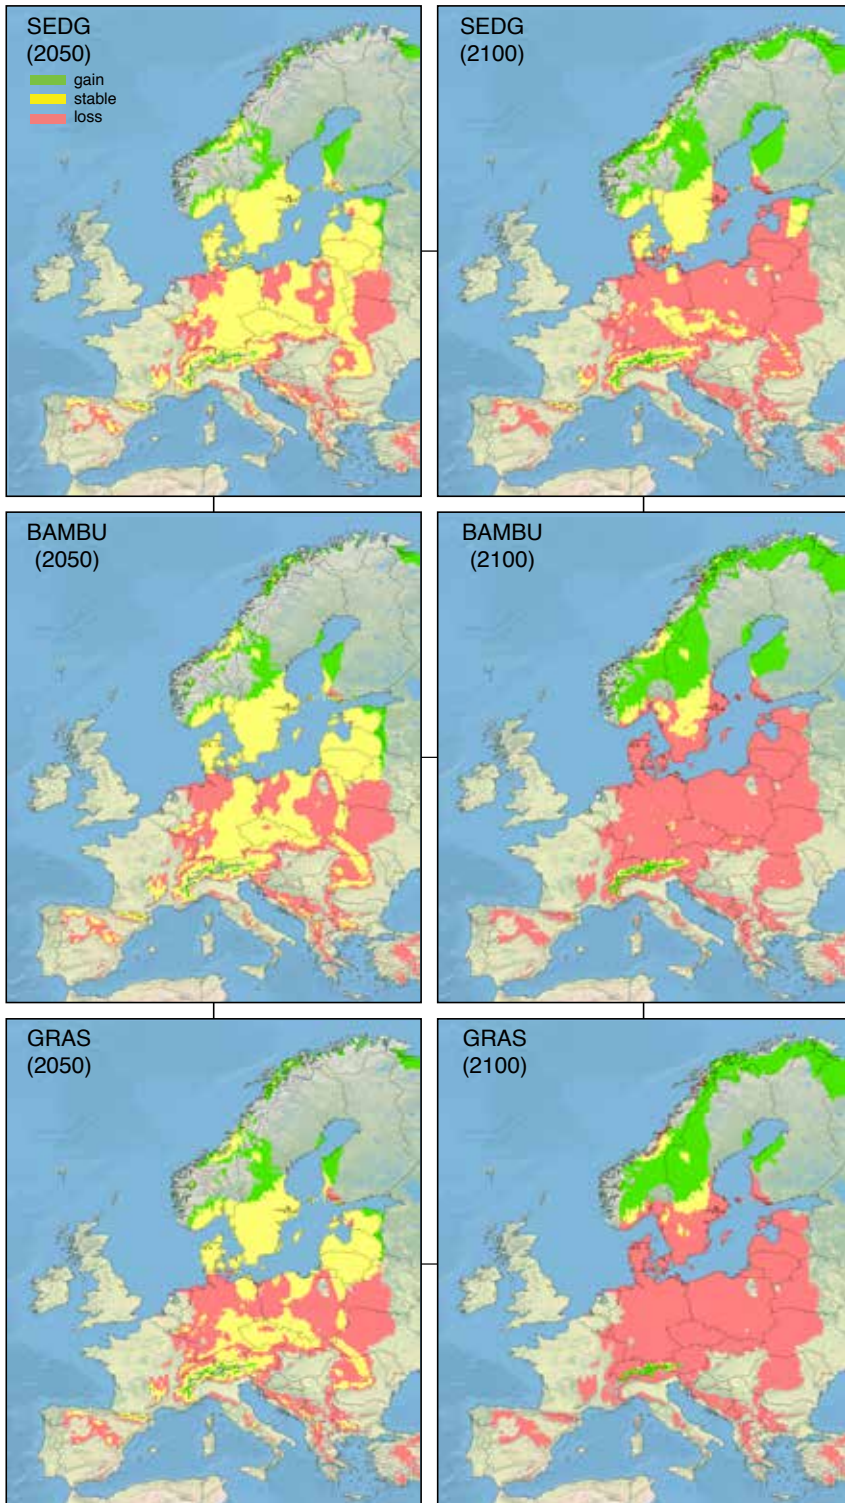 SEDG
(2050)
gain
stable
loss
SEDG
(2100)
BAMBU
(2050)
BAMBU
(2100)
GRAS
(2050)
GRAS
(2100)